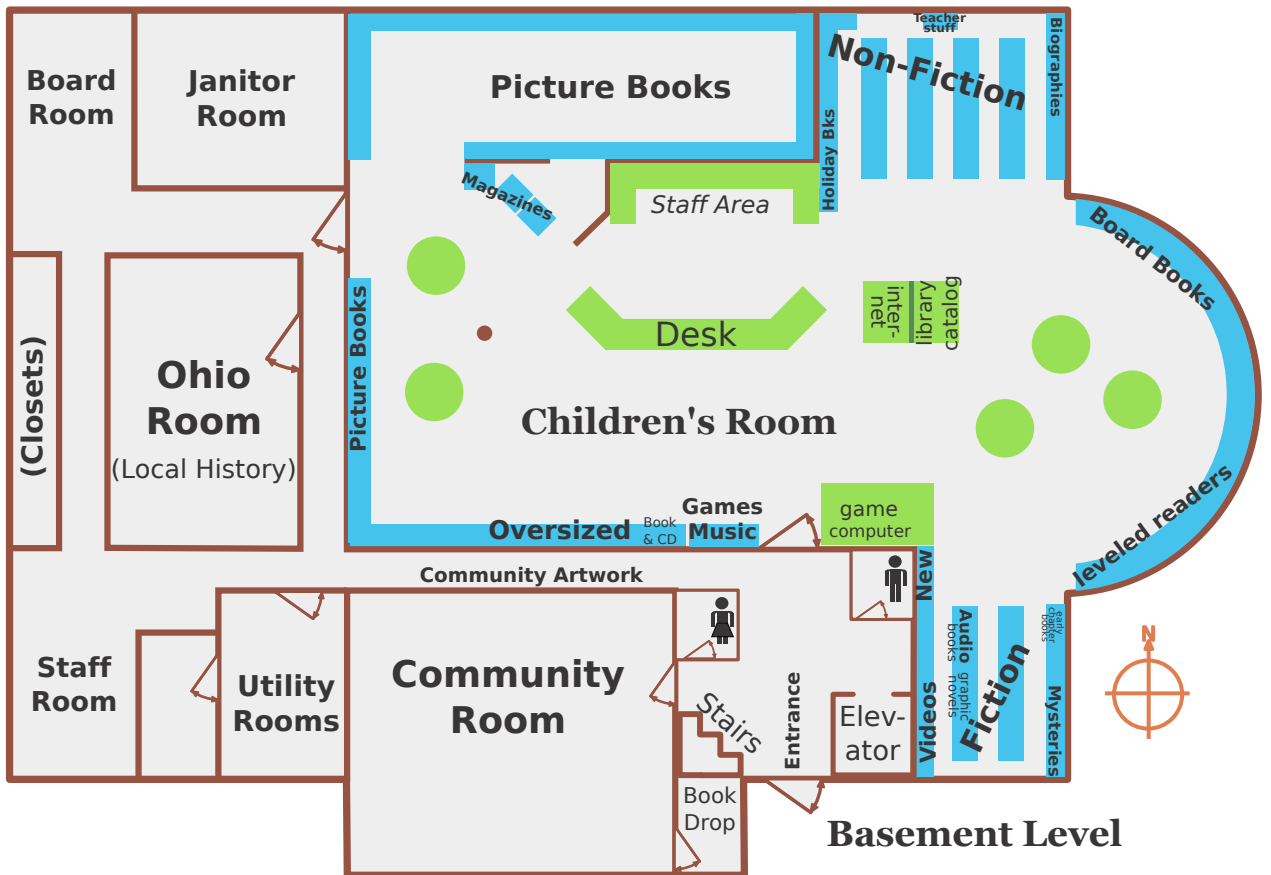 Board
Room
Janitor
Room
Picture Books
Teacher
stuff
Non-Fiction
Biographies
Holiday Bks
Magazines
Staff Area
Board Books
inter-
net
library
catalog
Desk
Picture Books
(Closets)
Ohio
Room
(Local History)
Children's Room
leveled readers
Oversized
Book
& CD
Games
Music
game
computer
Community Artwork
New
Videos
Audio
books
graphic
novels
Fiction
early
chapter
books
Mysteries
N
Staff
Room
Utility
Rooms
Community
Room
Stairs
Entrance
Elev-
ator
Book
Drop
Basement Level